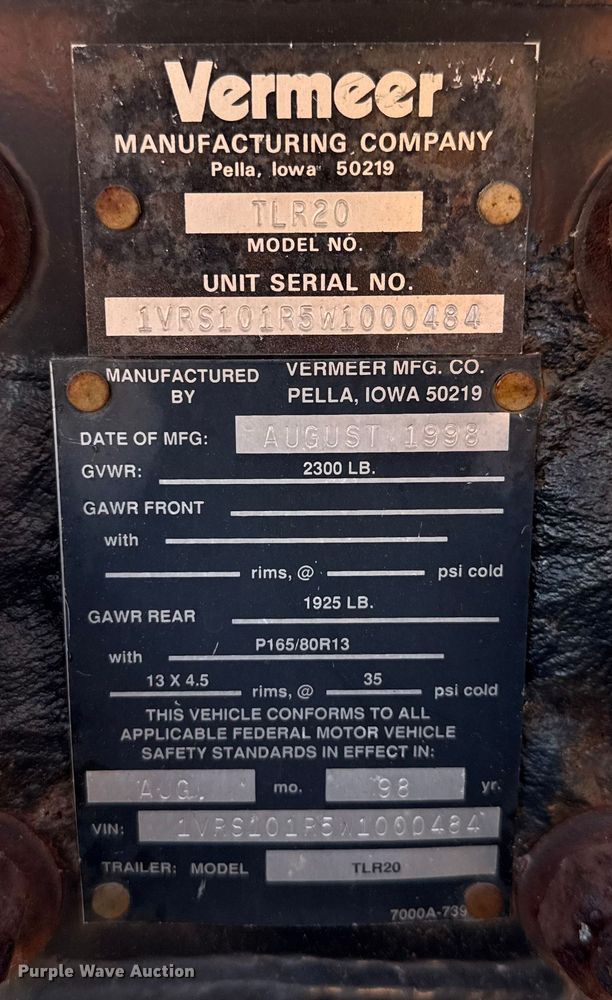 Vermeer
MANUFACTURING COMPANY
Pella, Iowa 50219
TLR20
MODEL NO.
UNIT SERIAL NO.
1VRS101R5W1000484
MANUFACTURED BY
VERMEER MFG. CO.
PELLA, IOWA 50219
DATE OF MFG: AUGUST 1998
GVWR: 2300 LB.
GAWR FRONT
with
rims, @ psi cold
GAWR REAR 1925 LB.
with P165/80R13
13 X 4.5 rims, @ 35 psi cold
THIS VEHICLE CONFORMS TO ALL
APPLICABLE FEDERAL MOTOR VEHICLE
SAFETY STANDARDS IN EFFECT IN:
AUG. mo. 98 yr.
VIN: 1VRS101R5W1000484
TRAILER: MODEL TLR20
7000A-739
Purple Wave Auction